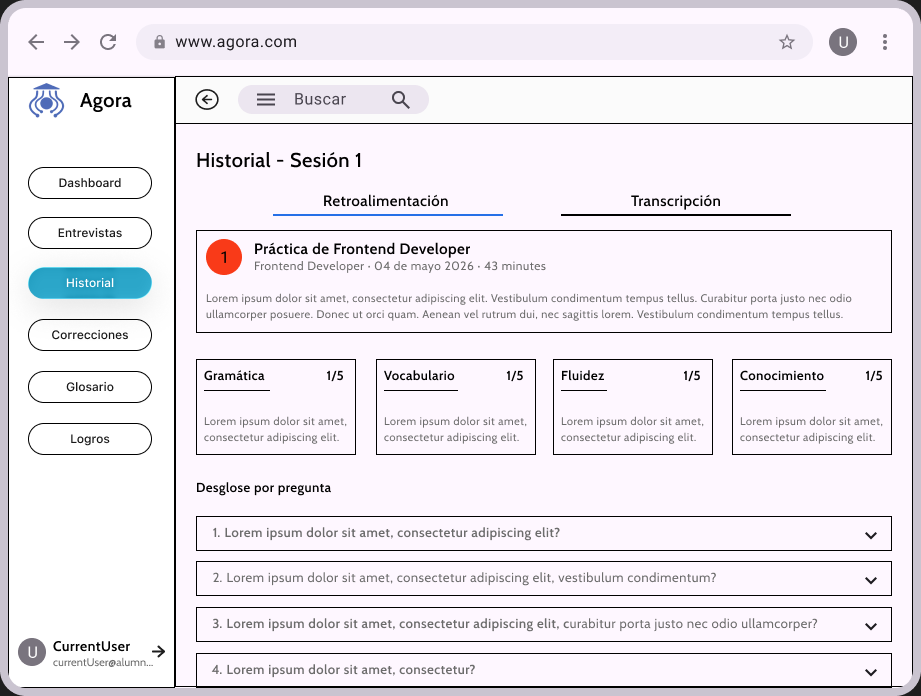 www.agora.com
U
Agora
Buscar
Dashboard
Entrevistas
Historial
Correcciones
Glosario
Logros
U
CurrentUser
currentUser@alumn...
Historial - Sesión 1
Retroalimentación
Transcripción
1
Práctica de Frontend Developer
Frontend Developer · 04 de mayo 2026 · 43 minutes
Lorem ipsum dolor sit amet, consectetur adipiscing elit. Vestibulum condimentum tempus tellus. Curabitur porta justo nec odio
ullamcorper posuere. Donec ut orci quam. Aenean vel rutrum dui, nec sagittis lorem. Vestibulum condimentum tempus tellus.
Gramática 1/5
Lorem ipsum dolor sit amet,
consectetur adipiscing elit.
Vocabulario 1/5
Lorem ipsum dolor sit amet,
consectetur adipiscing elit.
Fluidez 1/5
Lorem ipsum dolor sit amet,
consectetur adipiscing elit.
Conocimiento 1/5
Lorem ipsum dolor sit amet,
consectetur adipiscing elit.
Desglose por pregunta
1. Lorem ipsum dolor sit amet, consectetur adipiscing elit?
2. Lorem ipsum dolor sit amet, consectetur adipiscing elit, vestibulum condimentum?
3. Lorem ipsum dolor sit amet, consectetur adipiscing elit, curabitur porta justo nec odio ullamcorper?
4. Lorem ipsum dolor sit amet, consectetur?